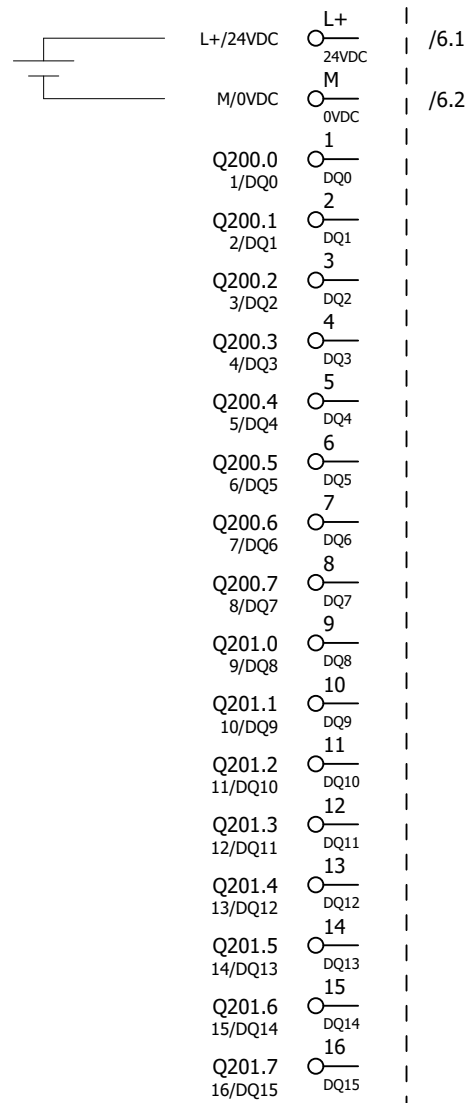 L+/24VDC L+ /6.1
24VDC
M/0VDC M /6.2
0VDC
Q200.0 1
1/DQ0 DQ0
Q200.1 2
2/DQ1 DQ1
Q200.2 3
3/DQ2 DQ2
Q200.3 4
4/DQ3 DQ3
Q200.4 5
5/DQ4 DQ4
Q200.5 6
6/DQ5 DQ5
Q200.6 7
7/DQ6 DQ6
Q200.7 8
8/DQ7 DQ7
Q201.0 9
9/DQ8 DQ8
Q201.1 10
10/DQ9 DQ9
Q201.2 11
11/DQ10 DQ10
Q201.3 12
12/DQ11 DQ11
Q201.4 13
13/DQ12 DQ12
Q201.5 14
14/DQ13 DQ13
Q201.6 15
15/DQ14 DQ14
Q201.7 16
16/DQ15 DQ15